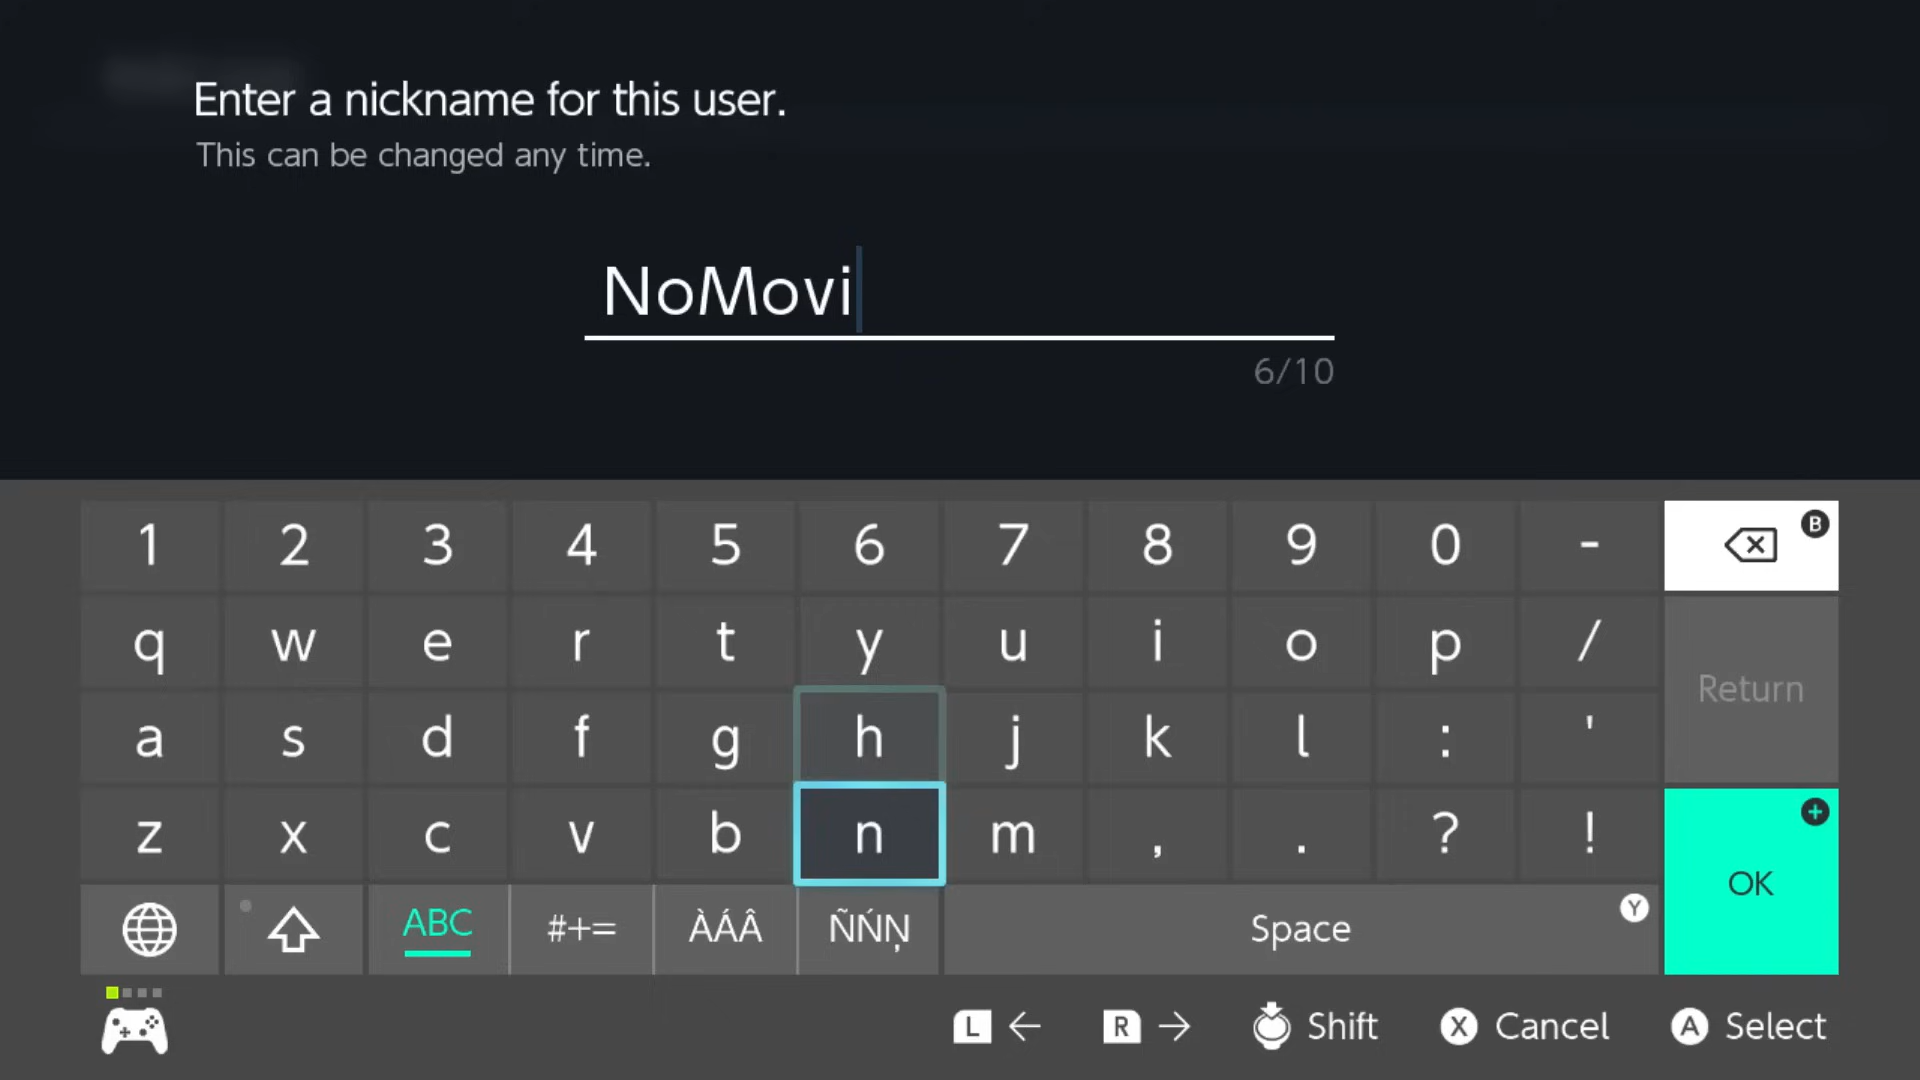 Enter a nickname for this user.
This can be changed any time.
NoMovi
6/10
1 2 3 4 5 6 7 8 9 0 - B
q w e r t y u i o p / Return
a s d f g h j k l : '
z x c v b n m , . ? ! + OK
ABC #+= ÀÁÂ ÑŃŅ Space Y
L ← R → Shift X Cancel A Select